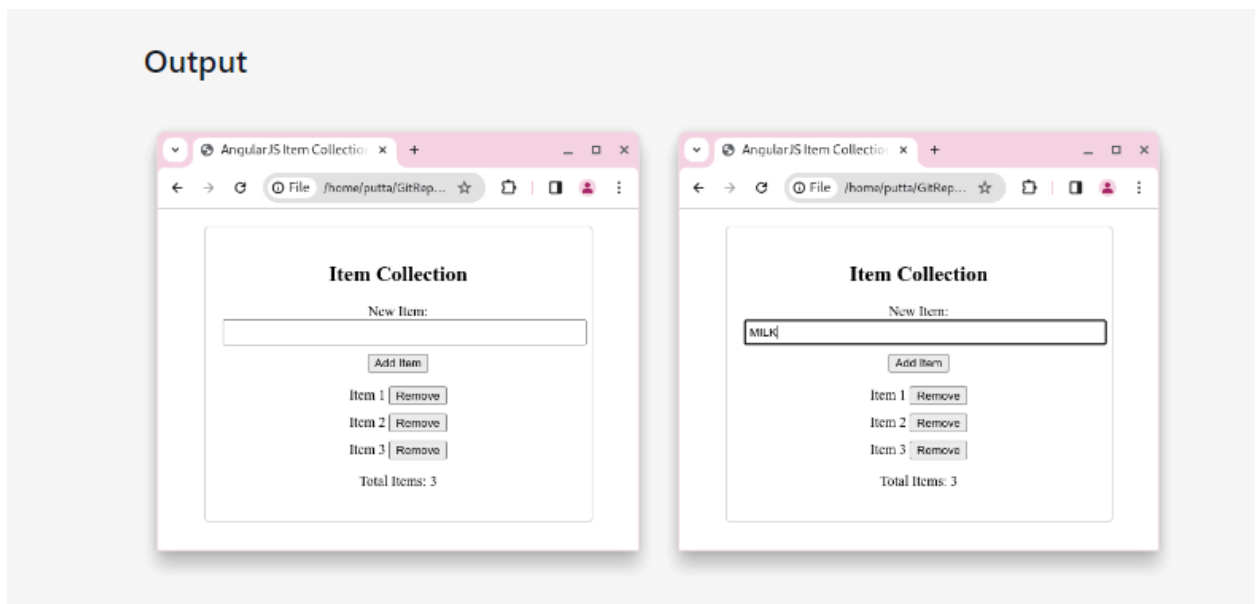 Output
AngularJS Item Collection
File /home/putta/GitRep...
Item Collection
New Item:
Add Item
Item 1 Remove
Item 2 Remove
Item 3 Remove
Total Items: 3
AngularJS Item Collection
File /home/putta/GitRep...
Item Collection
New Item:
MILK
Add Item
Item 1 Remove
Item 2 Remove
Item 3 Remove
Total Items: 3